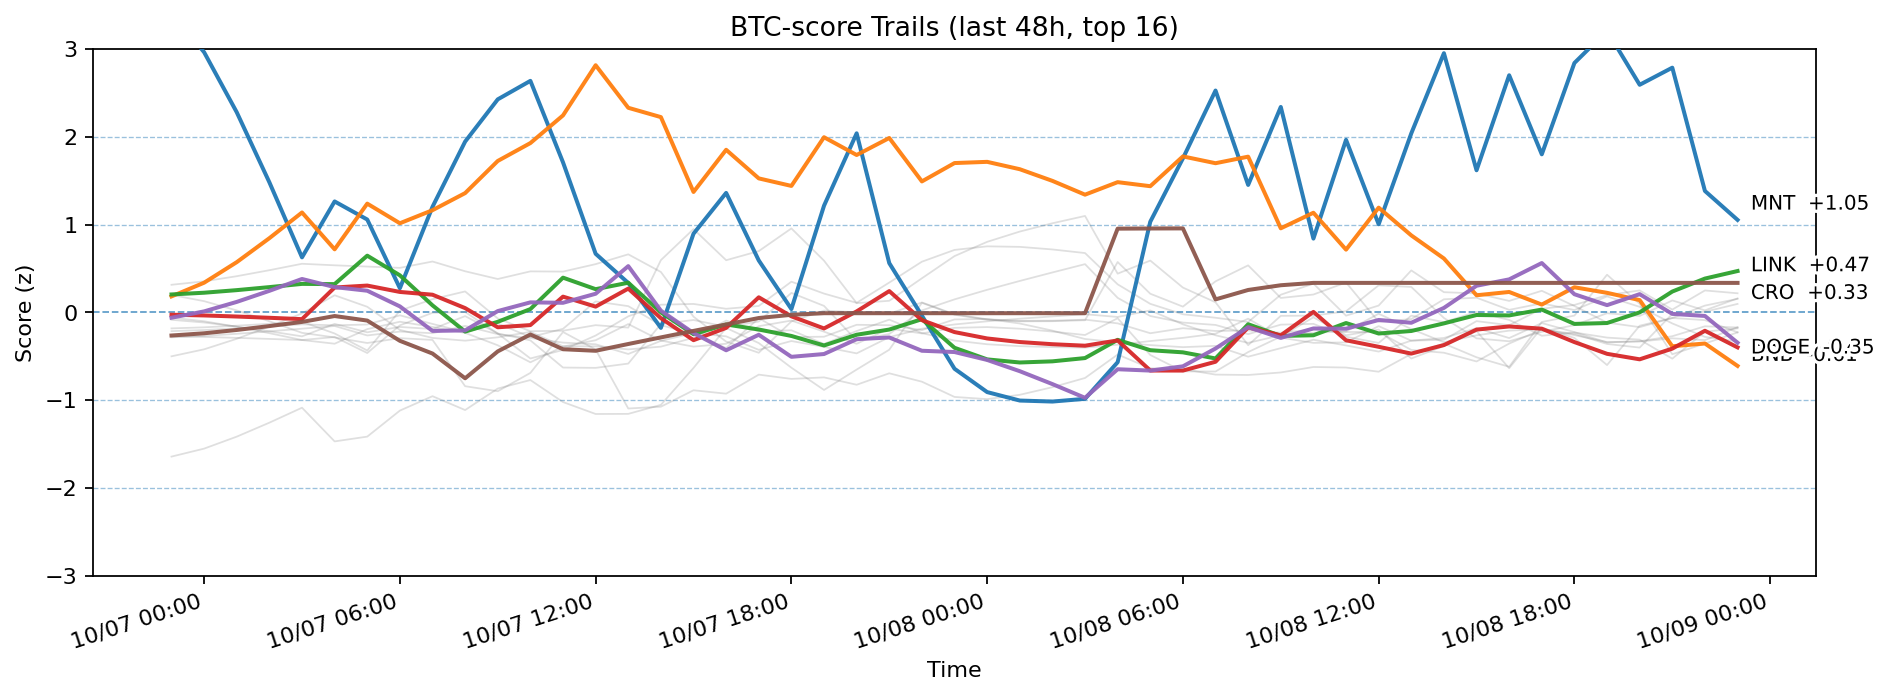 BTC-score Trails (last 48h, top 16)
Score (z)
3
2
1
0
−1
−2
−3
MNT +1.05
LINK +0.47
CRO +0.33
DOGE -0.35
10/07 00:00
10/07 06:00
10/07 12:00
10/07 18:00
10/08 00:00
10/08 06:00
10/08 12:00
10/08 18:00
10/09 00:00
Time